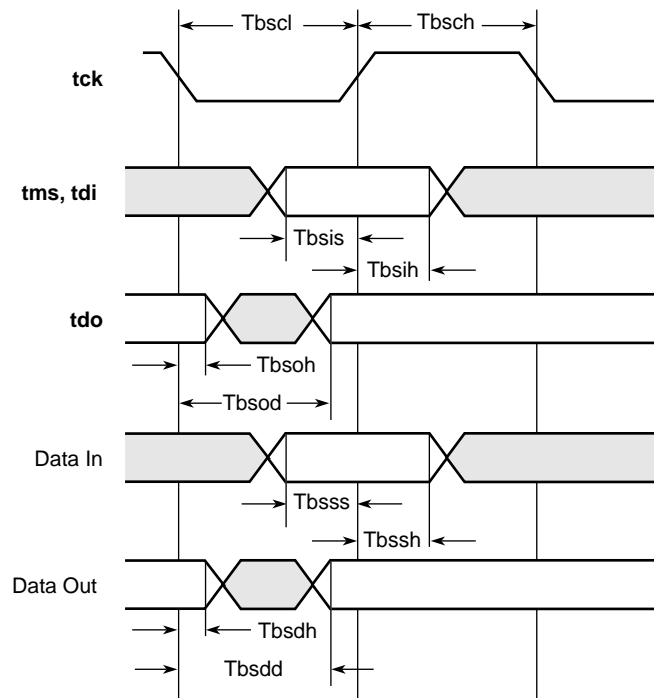 Tbscl
Tbsch
tck
tms, tdi
Tbsis
Tbsih
tdo
Tbsoh
Tbsod
Data In
Tbsss
Tbssh
Data Out
Tbsdh
Tbsdd